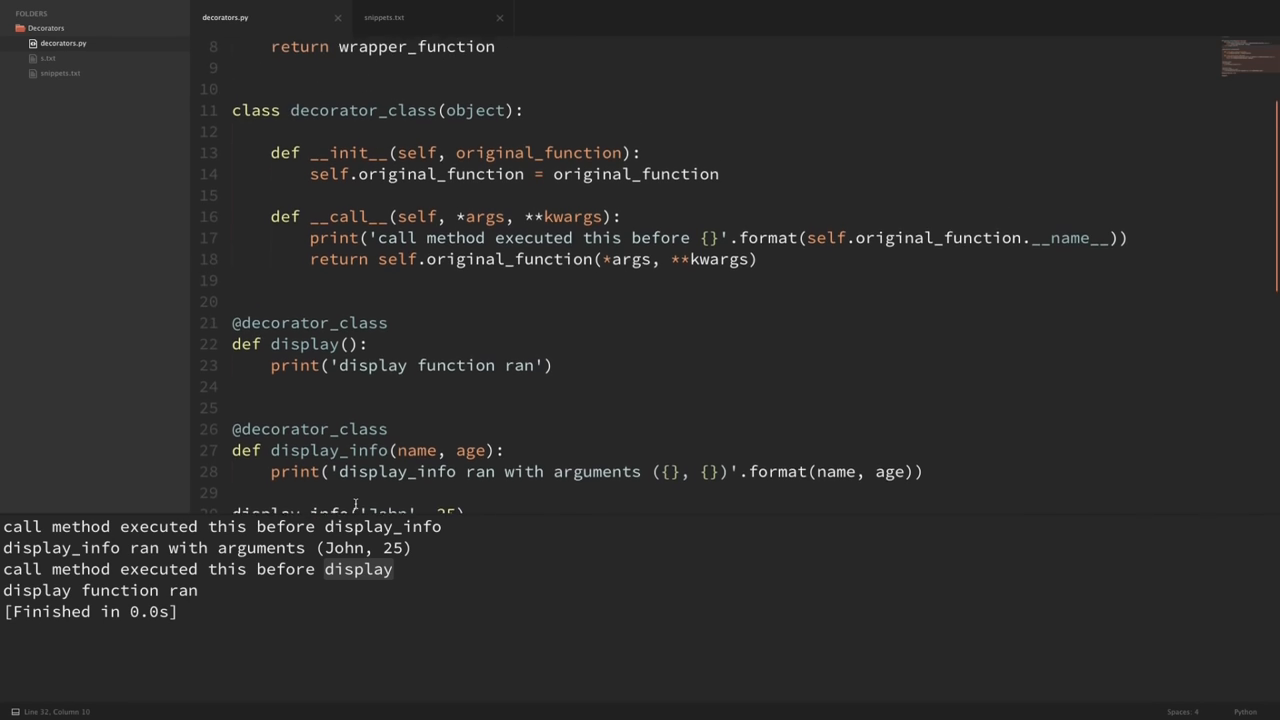 FOLDERS
Decorators
decorators.py
s.txt
snippets.txt
decorators.py
snippets.txt
8 return wrapper_function
9
10
11 class decorator_class(object):
12
13 def __init__(self, original_function):
14 self.original_function = original_function
15
16 def __call__(self, *args, **kwargs):
17 print('call method executed this before {}'.format(self.original_function.__name__))
18 return self.original_function(*args, **kwargs)
19
20
21 @decorator_class
22 def display():
23 print('display function ran')
24
25
26 @decorator_class
27 def display_info(name, age):
28 print('display_info ran with arguments ({}, {})'.format(name, age))
29
30 display_info('John', 25)
call method executed this before display_info
display_info ran with arguments (John, 25)
call method executed this before display
display function ran
[Finished in 0.0s]
Line 32, Column 10
Spaces: 4
Python